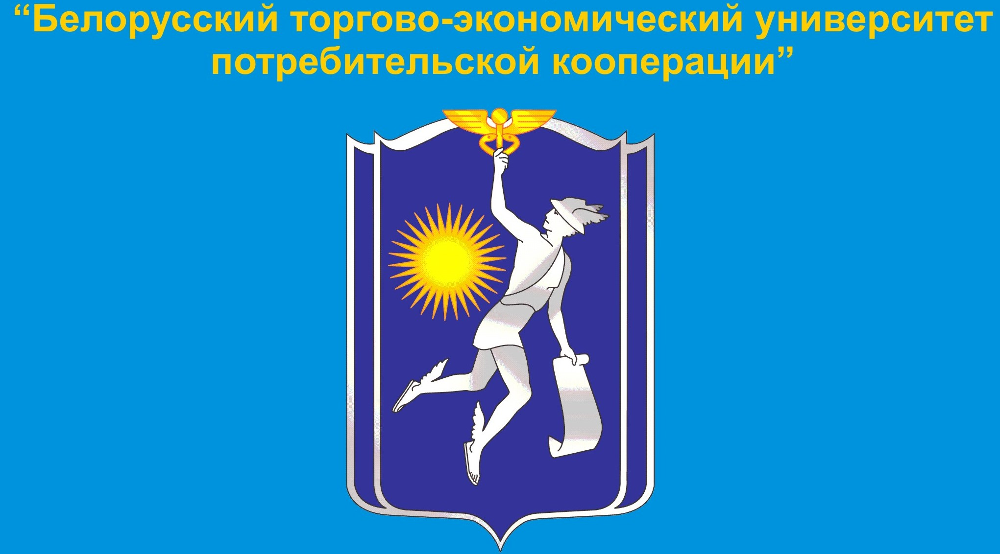 “Белорусский торгово-экономический университет
потребительской кооперации”